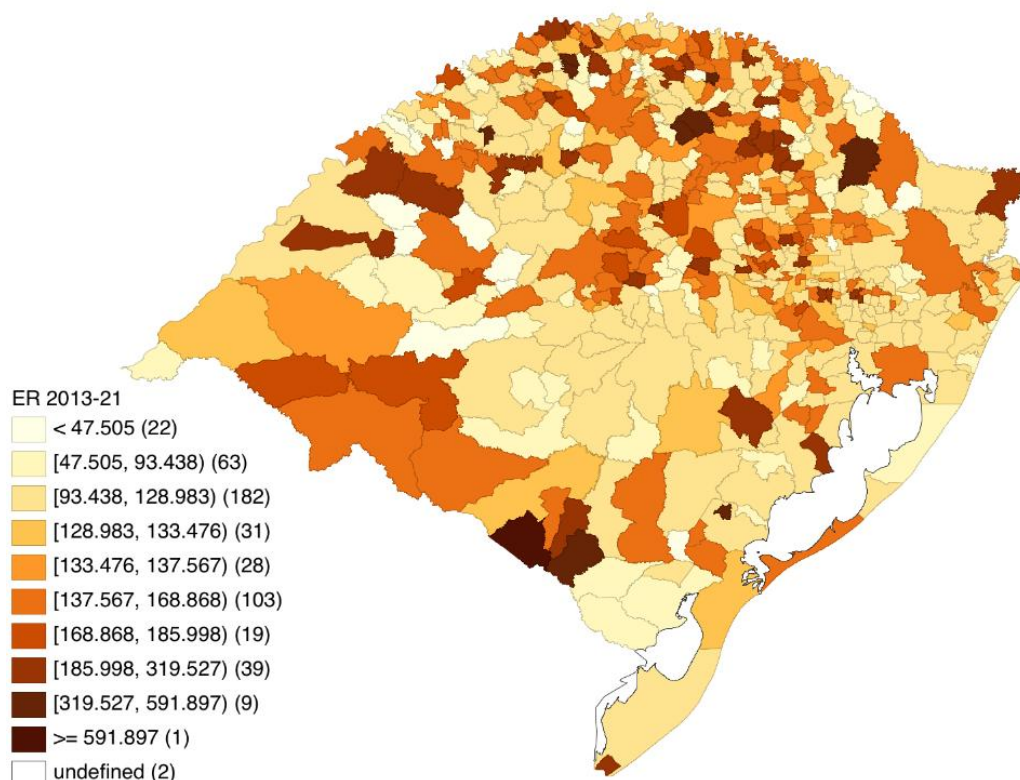 ER 2013-21
< 47.505 (22)
[47.505, 93.438) (63)
[93.438, 128.983) (182)
[128.983, 133.476) (31)
[133.476, 137.567) (28)
[137.567, 168.868) (103)
[168.868, 185.998) (19)
[185.998, 319.527) (39)
[319.527, 591.897) (9)
>= 591.897 (1)
undefined (2)